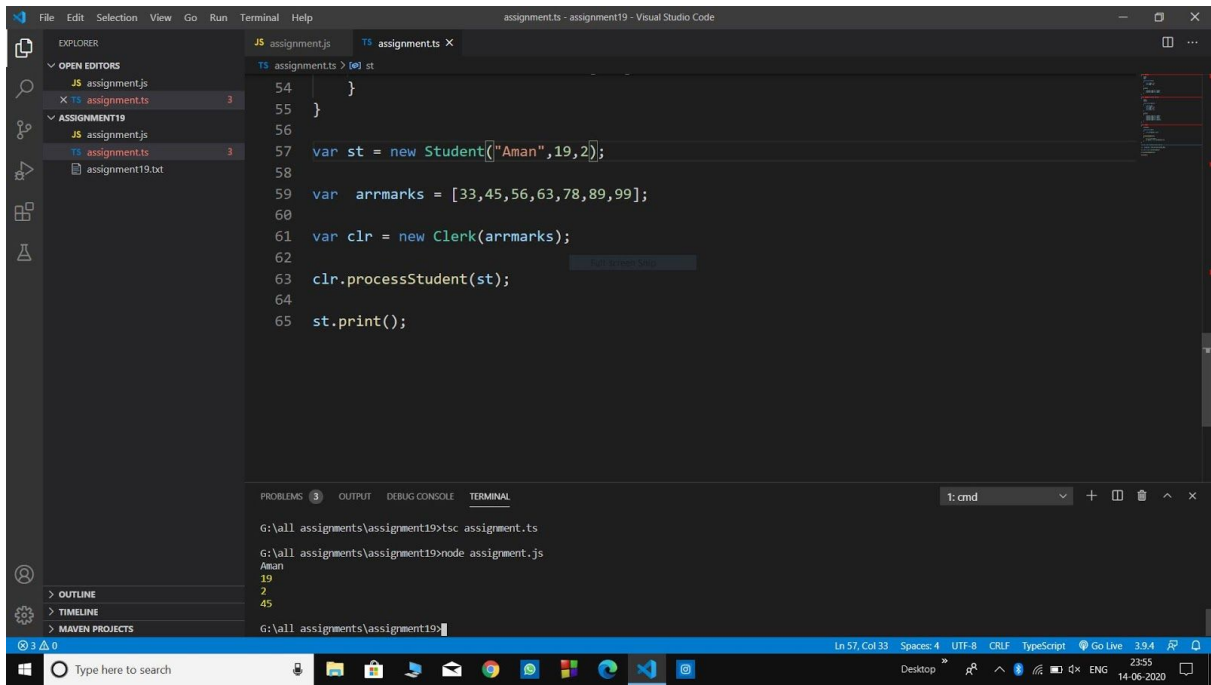 File Edit Selection View Go Run Terminal Help
assignment.ts - assignment19 - Visual Studio Code
EXPLORER
OPEN EDITORS
JS assignment.js
TS assignment.ts 3
ASSIGNMENT19
JS assignment.js
TS assignment.ts 3
assignment19.txt
OUTLINE
TIMELINE
MAVEN PROJECTS
JS assignment.js TS assignment.ts
TS assignment.ts > st
54 }
55 }
56
57 var st = new Student("Aman",19,2);
58
59 var  arrmarks = [33,45,56,63,78,89,99];
60
61 var clr = new Clerk(arrmarks);
62
63 clr.processStudent(st);
64
65 st.print();
PROBLEMS 3 OUTPUT DEBUG CONSOLE TERMINAL
1: cmd
G:\all assignments\assignment19>tsc assignment.ts
G:\all assignments\assignment19>node assignment.js
Aman
19
2
45
G:\all assignments\assignment19>
3 0
Ln 57, Col 33 Spaces: 4 UTF-8 CRLF TypeScript Go Live 3.9.4
Type here to search
Desktop
ENG
23:55
14-06-2020